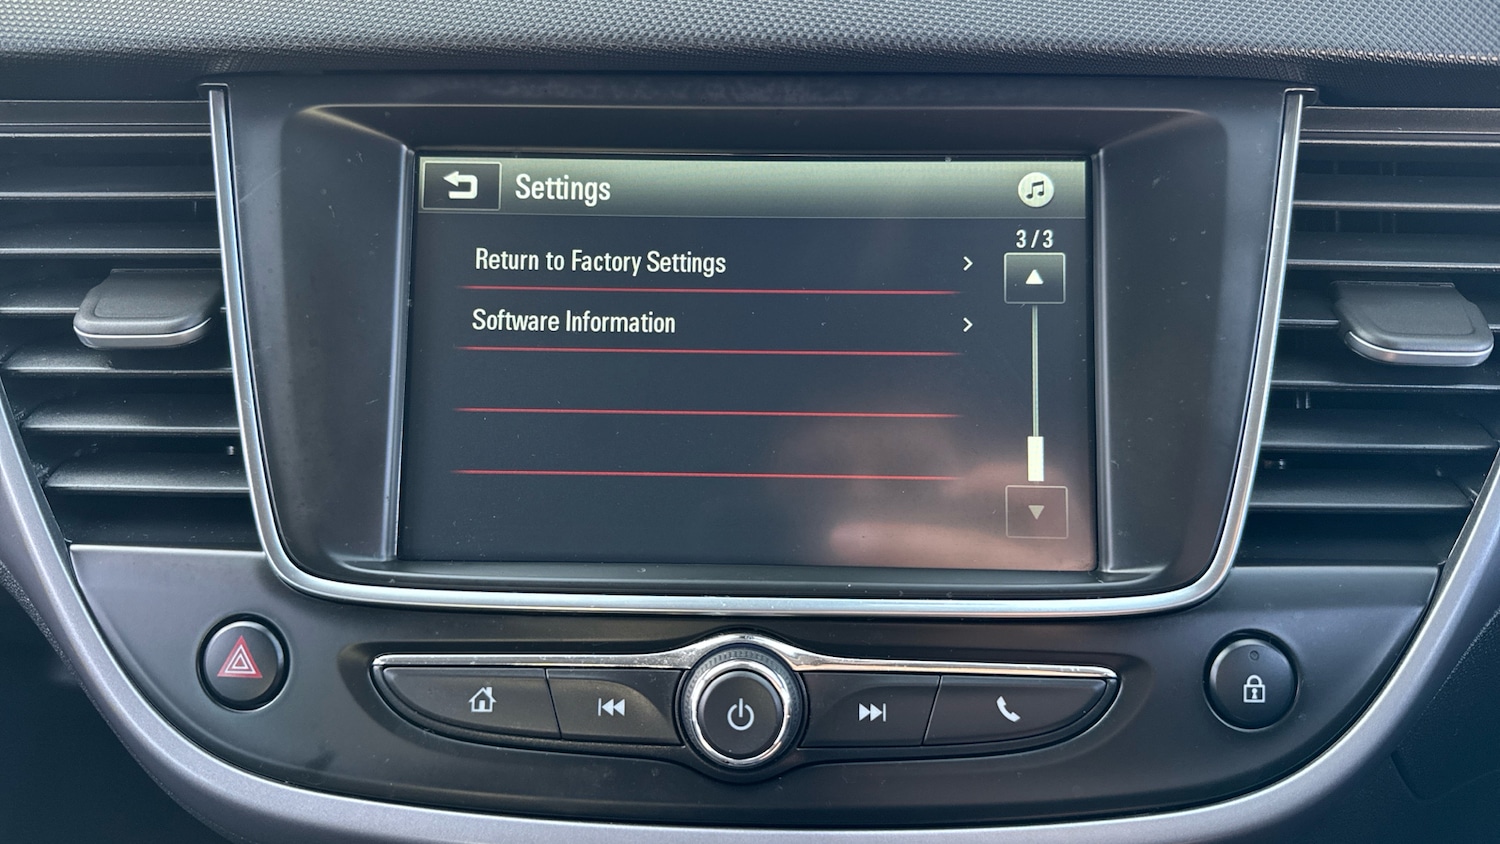 Settings
3/3
Return to Factory Settings
Software Information